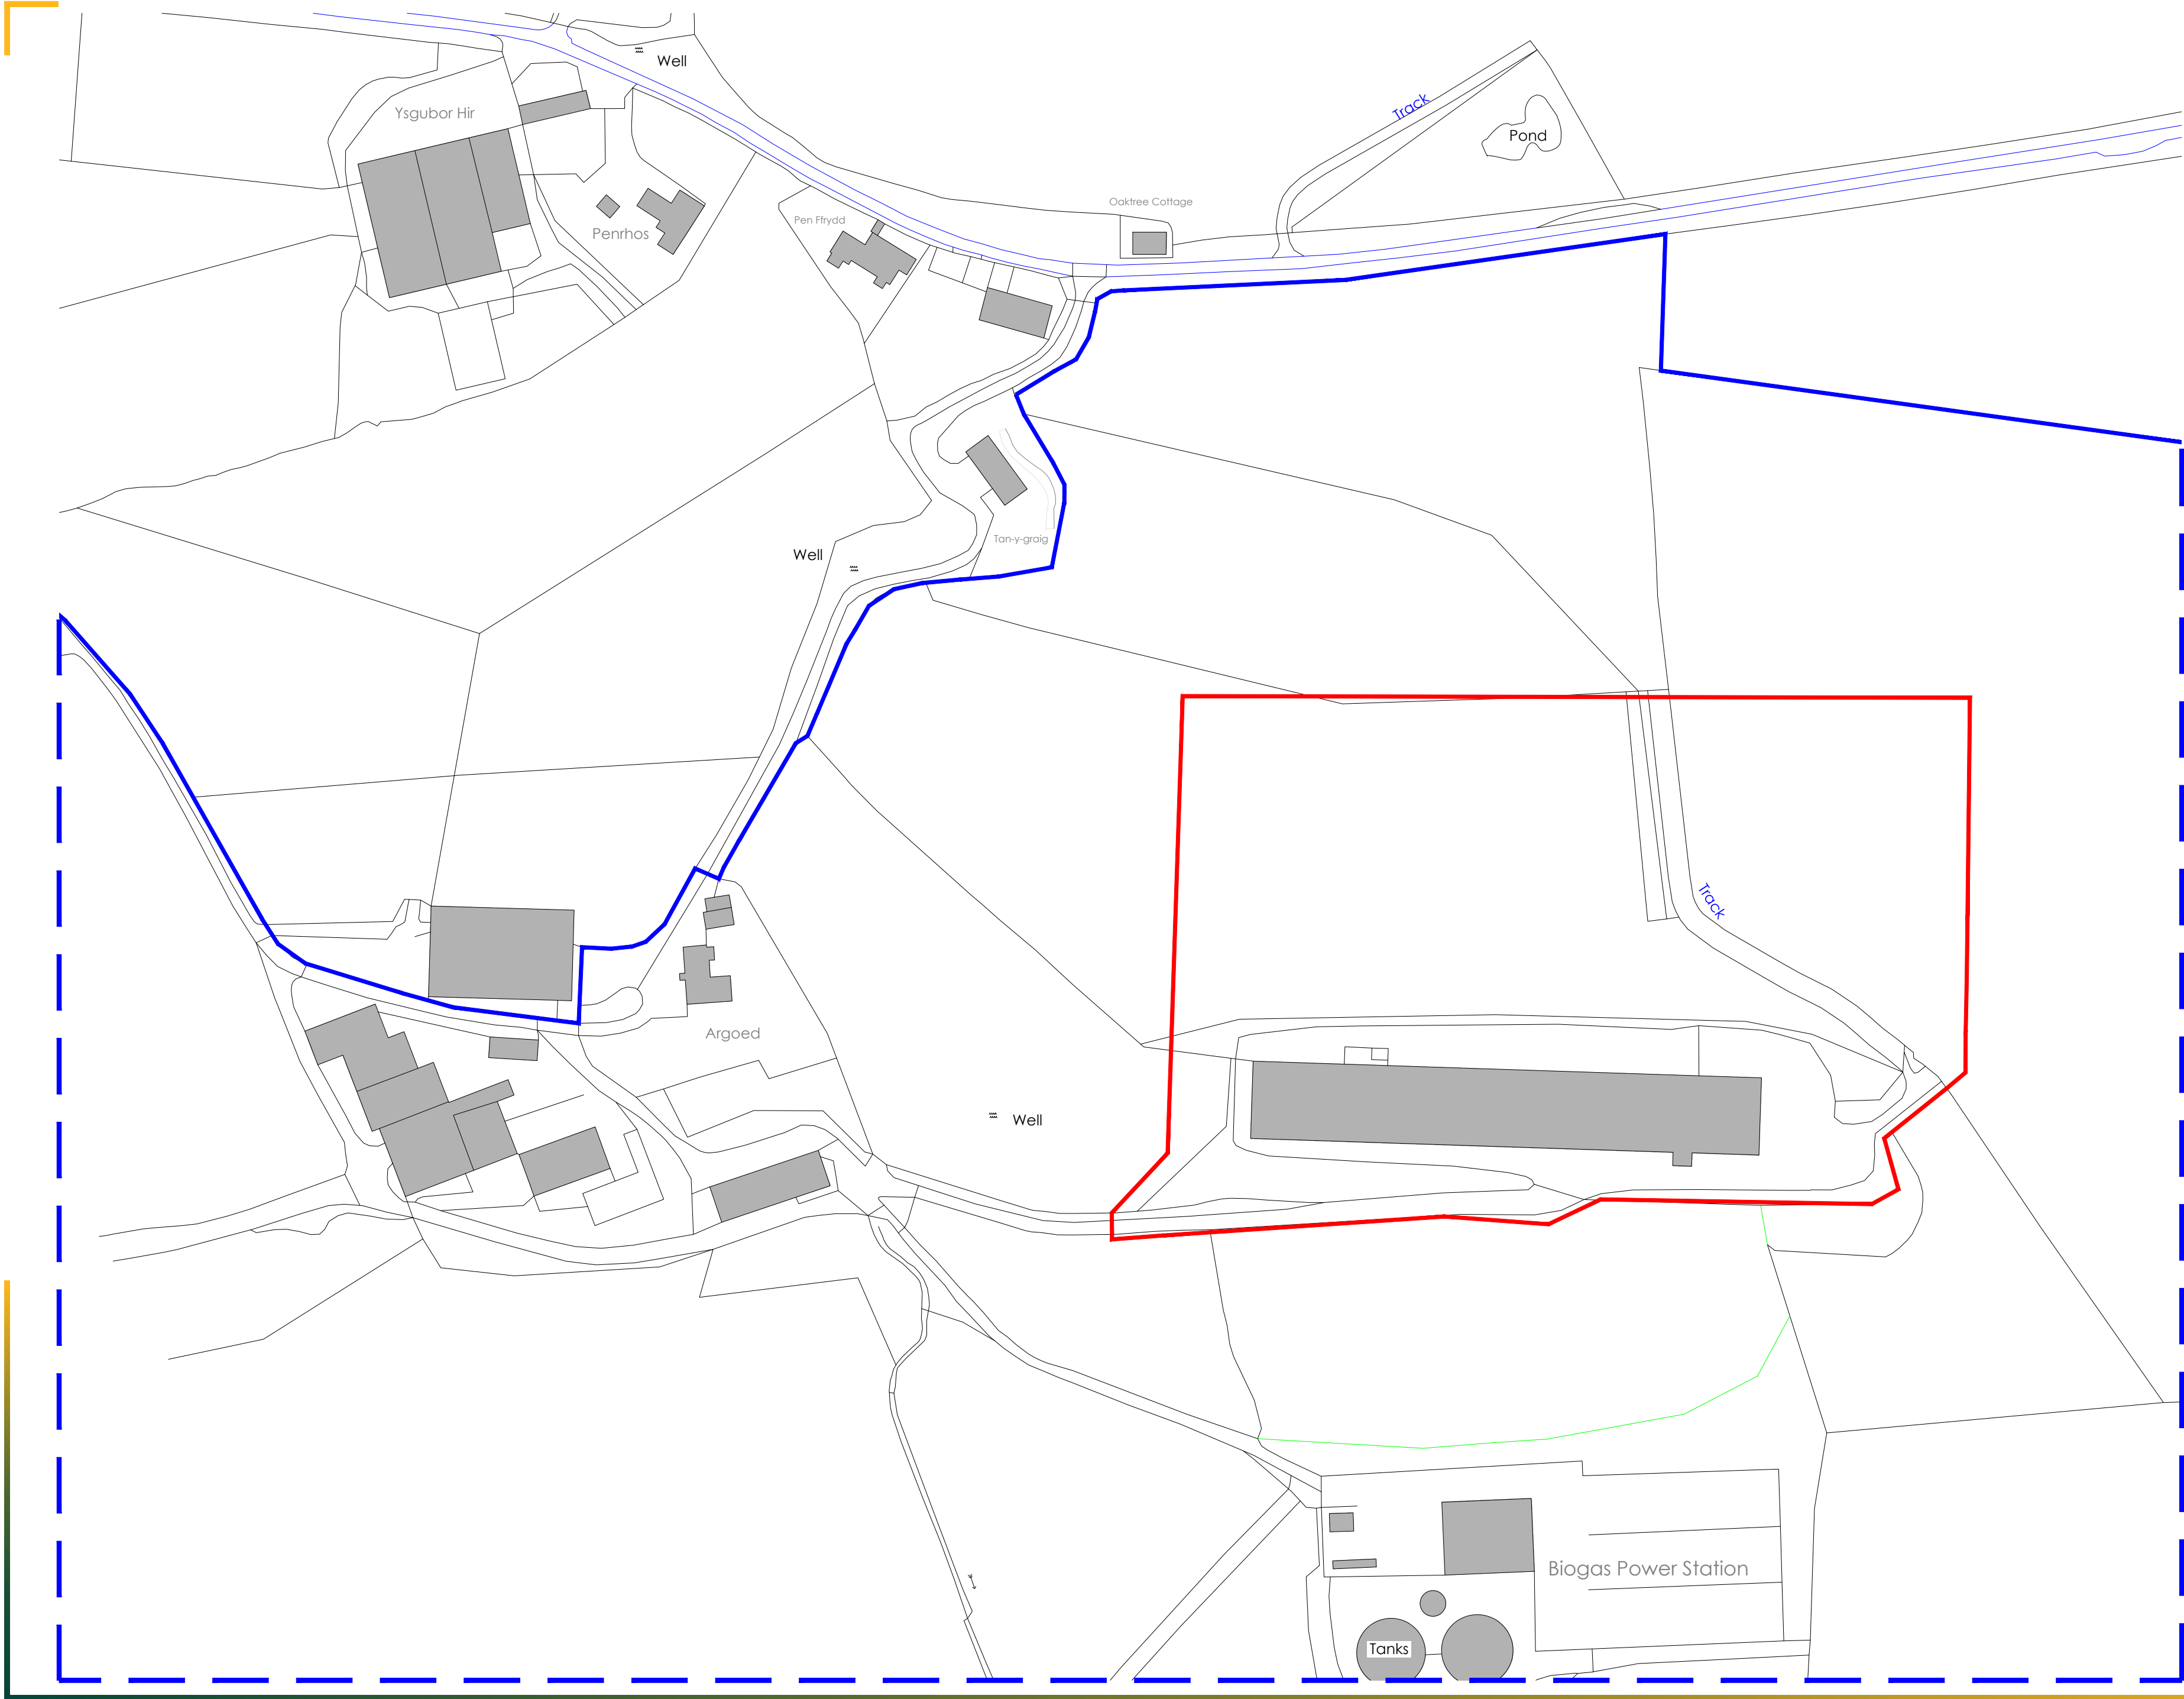 Well
Track
Ysgubor Hir
Pond
Oaktree Cottage
Pen Ffrydd
Penrhos
Tan-y-graig
Well
Track
Argoed
Well
Biogas Power Station
Tanks